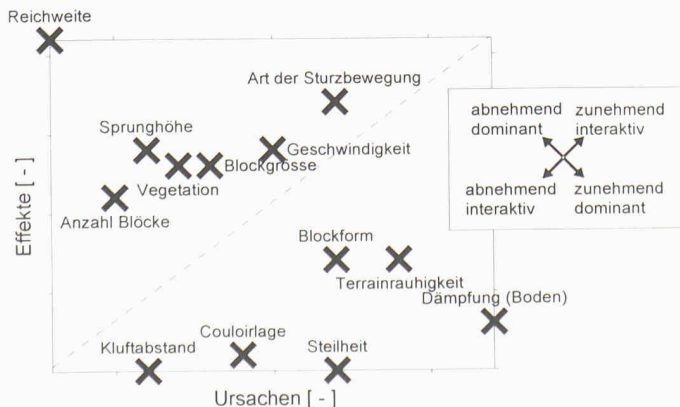 Reichweite
Art der Sturzbewegung
Sprunghöhe
Geschwindigkeit
Blockgrösse
Vegetation
Anzahl Blöcke
Blockform
Terrainrauhigkeit
Dämpfung (Boden)
Couloirlage
Kluftabstand
Steilheit
Effekte [ - ]
Ursachen [ - ]
abnehmend
dominant
zunehmend
interaktiv
abnehmend
interaktiv
zunehmend
dominant